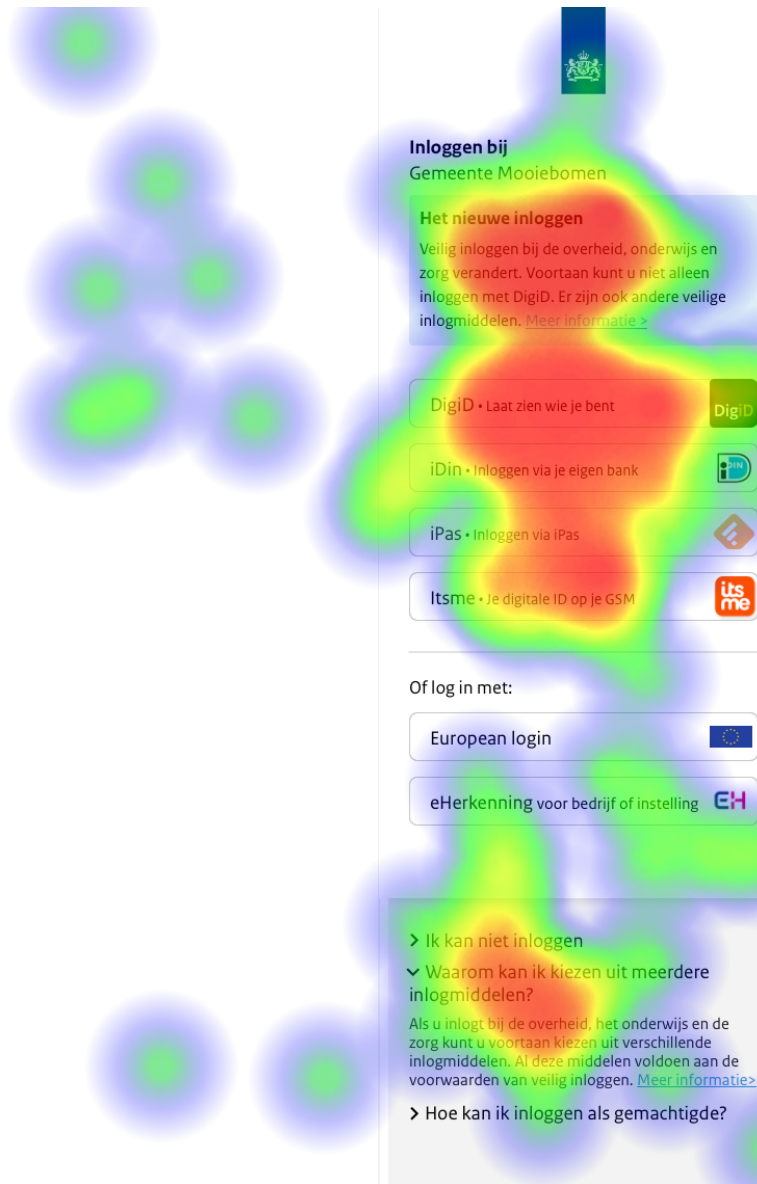 Inloggen bij
Gemeente Mooiebomen
Het nieuwe inloggen
Veilig inloggen bij de overheid, onderwijs en
zorg verandert. Voortaan kunt u niet alleen
inloggen met DigiD. Er zijn ook andere veilige
inlogmiddelen. Meer informatie >
DigiD • Laat zien wie je bent DigiD
iDin • Inloggen via je eigen bank iDIN
iPas • Inloggen via iPas
Itsme • Je digitale ID op je GSM its
me
Of log in met:
European login
eHerkenning voor bedrijf of instelling EH
Ik kan niet inloggen
Waarom kan ik kiezen uit meerdere
inlogmiddelen?
Als u inlogt bij de overheid, het onderwijs en de
zorg kunt u voortaan kiezen uit verschillende
inlogmiddelen. Al deze middelen voldoen aan de
voorwaarden van veilig inloggen. Meer informatie>
Hoe kan ik inloggen als gemachtigde?